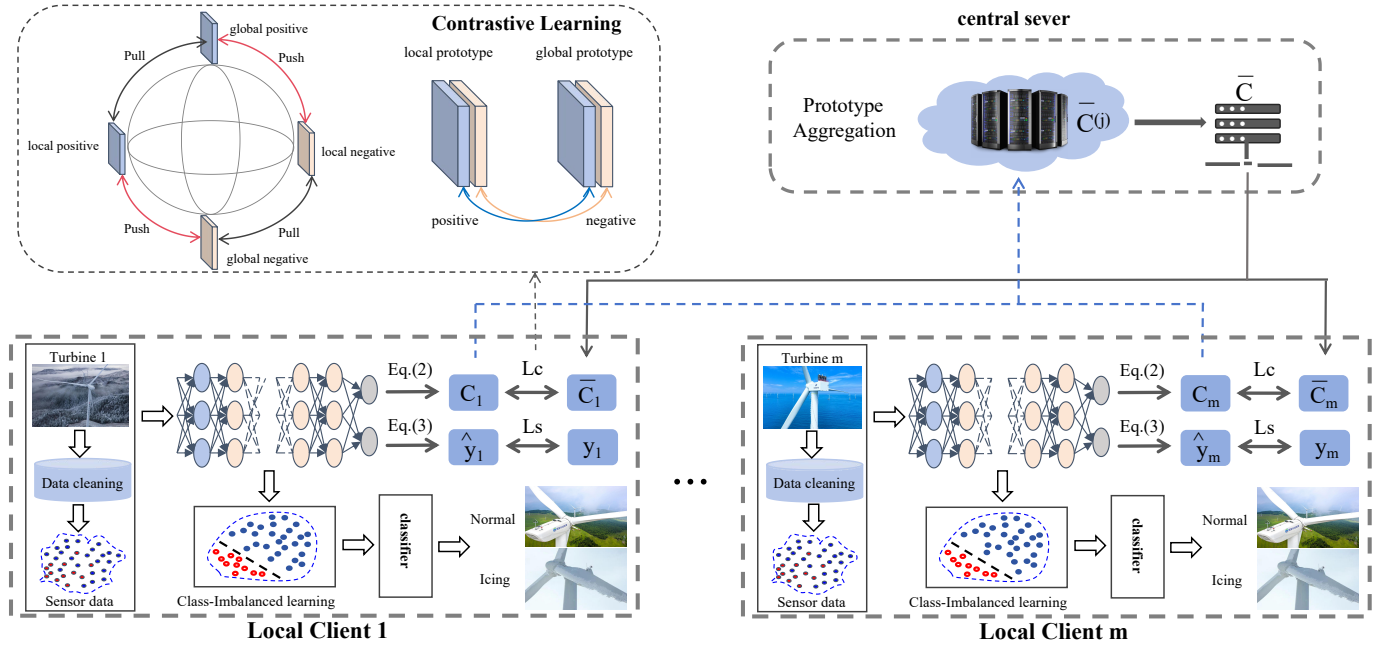 Contrastive Learning
global positive
Pull
Push
local positive
local negative
Push
Pull
global negative
local prototype
global prototype
positive
negative
central sever
Prototype
Aggregation
C̅(j)
C̅
Turbine 1
Data cleaning
Sensor data
Eq.(2)
C1
Lc
C̅1
Eq.(3)
ŷ1
Ls
y1
Class-Imbalanced learning
classifier
Normal
Icing
Local Client 1
...
Turbine m
Data cleaning
Sensor data
Eq.(2)
Cm
Lc
C̅m
Eq.(3)
ŷm
Ls
ym
Class-Imbalanced learning
classifier
Normal
Icing
Local Client m